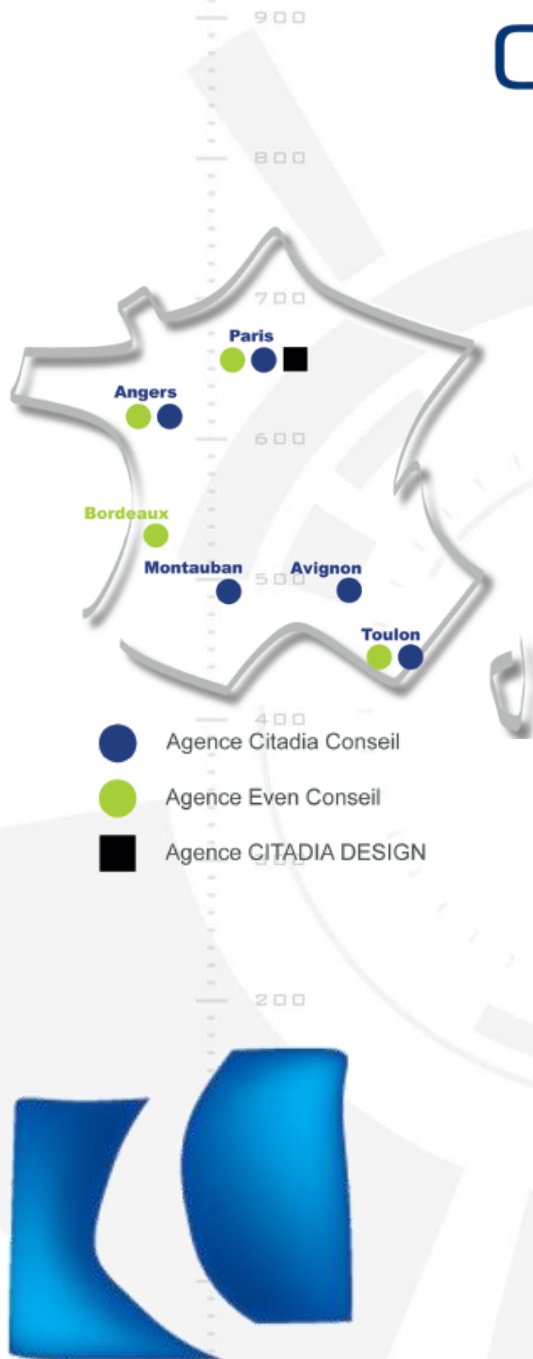 900
800
700
Paris
Angers
600
Bordeaux
Montauban
Avignon
500
Toulon
400
Agence Citadia Conseil
Agence Even Conseil
Agence CITADIA DESIGN
200